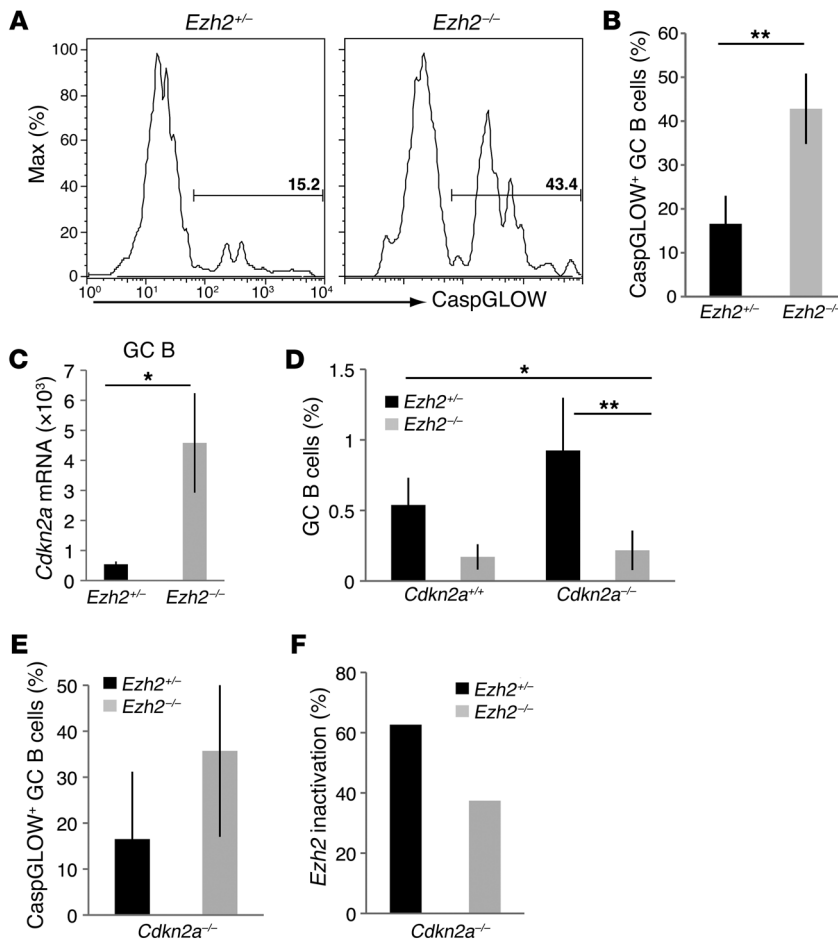 A
Ezh2+/–
Ezh2–/–
Max (%)
100
80
60
40
20
0
15.2
43.4
10⁰
10¹
10²
10³
10⁴
CaspGLOW
B
CaspGLOW⁺ GC B cells (%)
60
50
40
30
20
10
0
**
Ezh2+/–
Ezh2–/–
C
GC B
Cdkn2a mRNA (×10³)
7
6
5
4
3
2
1
0
*
Ezh2+/–
Ezh2–/–
D
GC B cells (%)
1.5
1
0.5
0
Ezh2+/–
Ezh2–/–
*
**
Cdkn2a+/+
Cdkn2a–/–
E
CaspGLOW⁺ GC B cells (%)
50
40
30
20
10
0
Ezh2+/–
Ezh2–/–
Cdkn2a–/–
F
Ezh2 inactivation (%)
80
60
40
20
0
Ezh2+/–
Ezh2–/–
Cdkn2a–/–